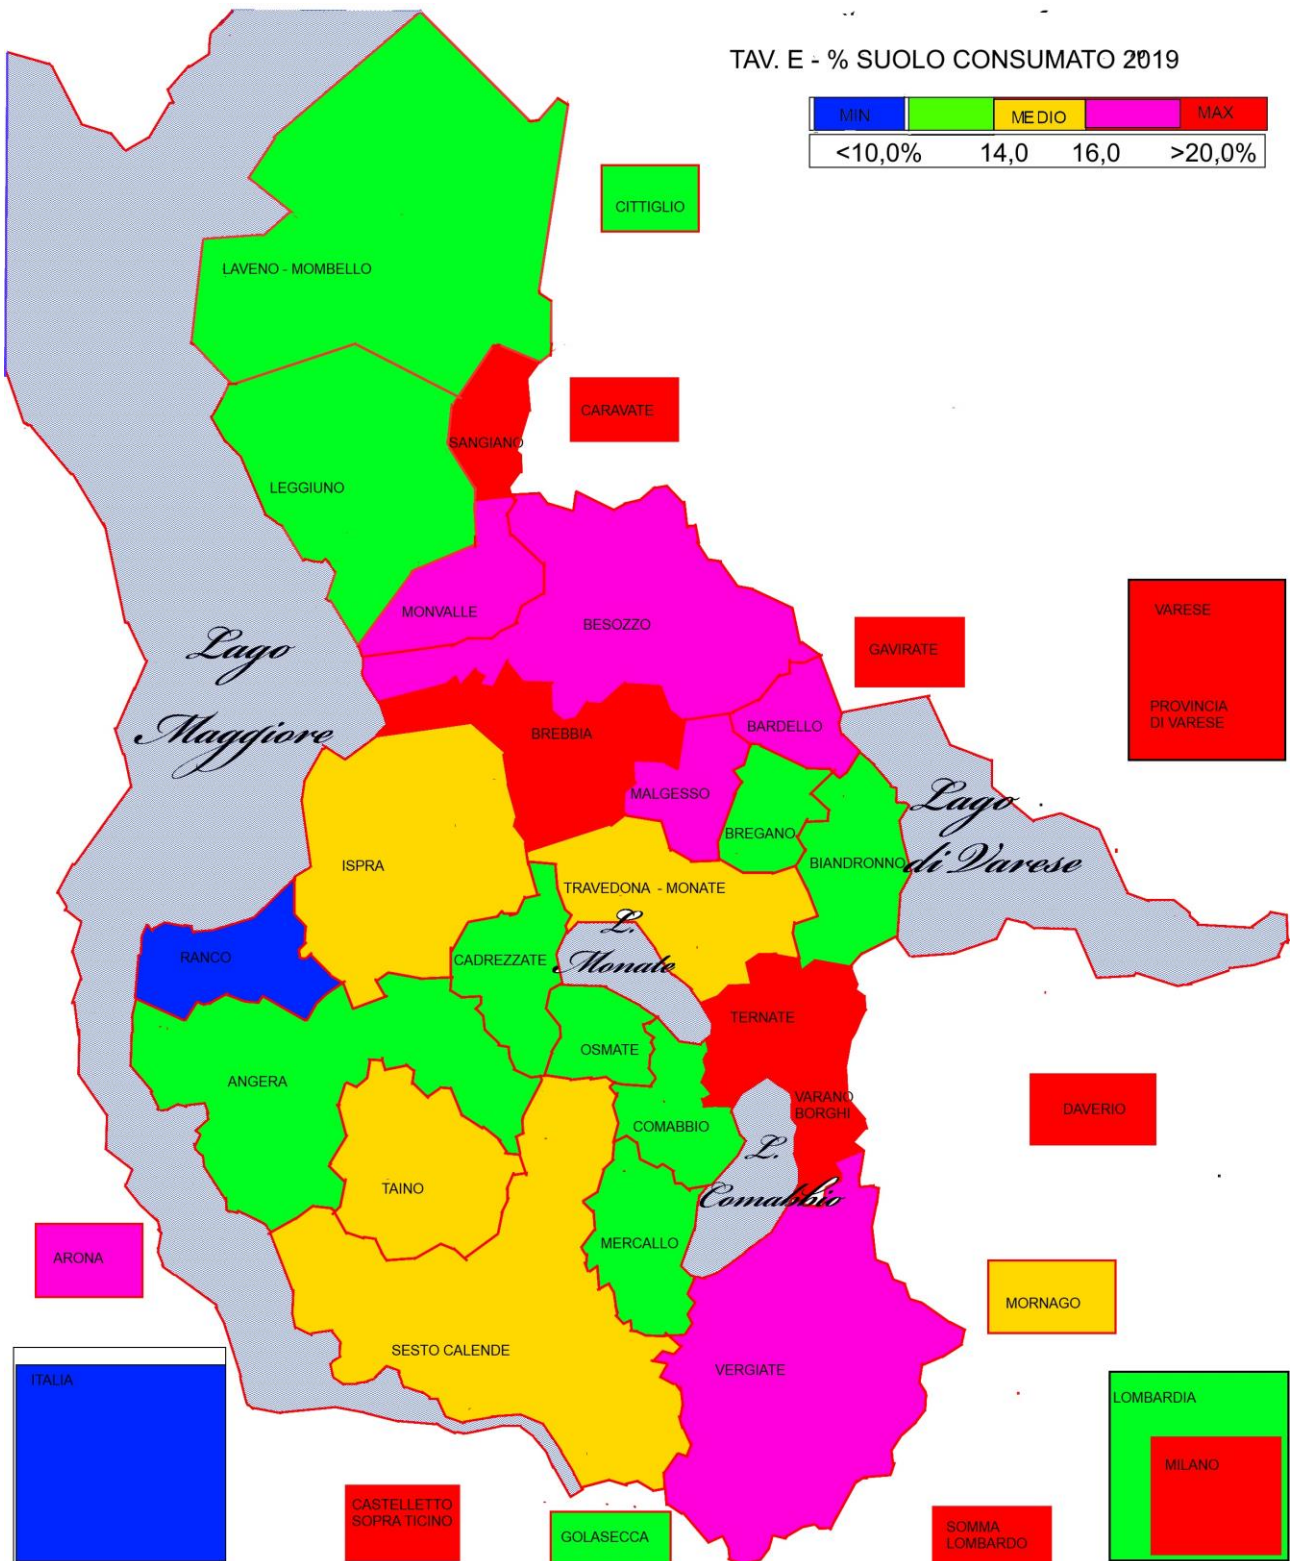 TAV. E - % SUOLO CONSUMATO 2019
MIN
MEDIO
MAX
<10,0% 14,0 16,0 >20,0%
CITTIGLIO
LAVENO - MOMBELLO
CARAVATE
SANGIANO
LEGGIUNO
MONVALLE
BESOZZO
VARESE
GAVIRATE
Lago
Maggiore
PROVINCIA
DI VARESE
BARDELLO
BREBBIA
MALGESSO
Lago
di Varese
BREGANO
BIANDRONNO
ISPRA
TRAVEDONA - MONATE
L.
Monate
RANCO
CADREZZATE
TERNATE
OSMATE
ANGERA
VARANO
BORGHI
DAVERIO
COMABBIO
L.
Comabbio
TAINO
MERCALLO
ARONA
MORNAGO
SESTO CALENDE
VERGIATE
ITALIA
LOMBARDIA
MILANO
CASTELLETTO
SOPRA TICINO
GOLASECCA
SOMMA
LOMBARDO